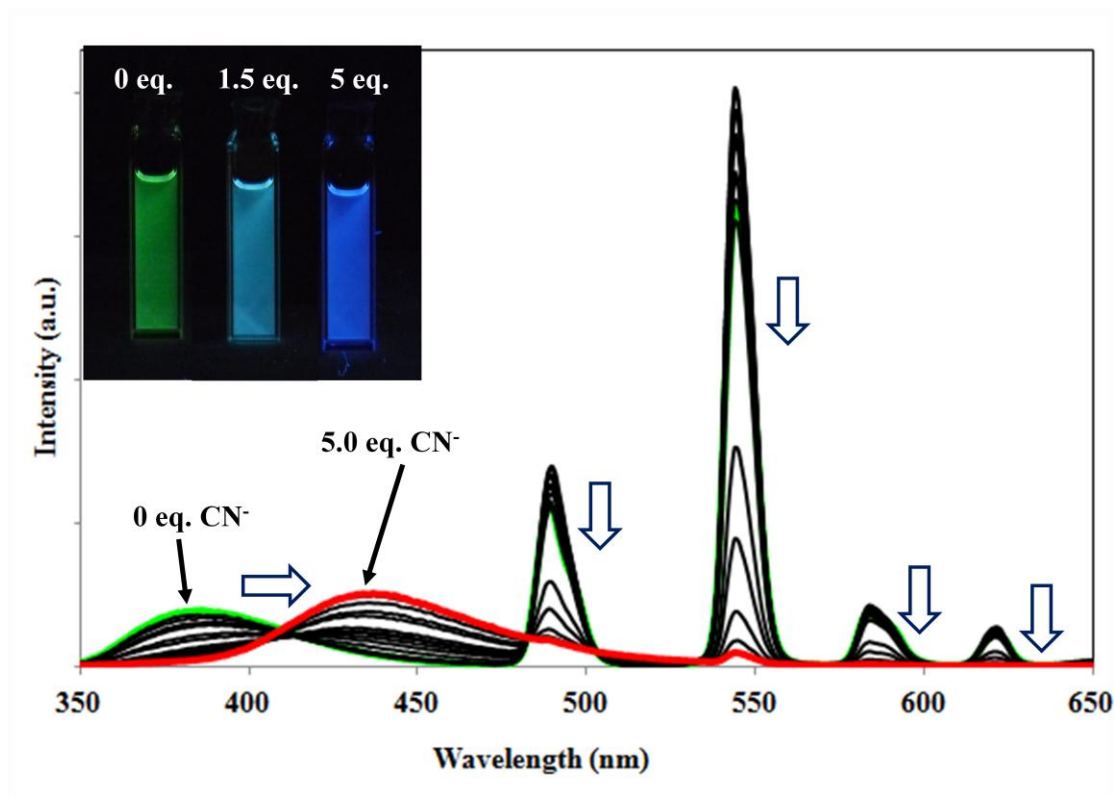 0 eq. 1.5 eq. 5 eq.
Intensity (a.u.)
5.0 eq. CN⁻
0 eq. CN⁻
350 400 450 500 550 600 650
Wavelength (nm)